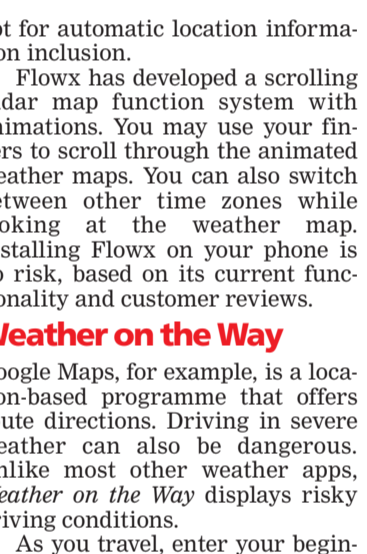 t for automatic location informa-
on inclusion.
Flowx has developed a scrolling
dar map function system with
nimations. You may use your fin-
ers to scroll through the animated
eather maps. You can also switch
etween other time zones while
oking at the weather map.
stalling Flowx on your phone is
o risk, based on its current func-
onality and customer reviews.
Weather on the Way
oogle Maps, for example, is a loca-
on-based programme that offers
ute directions. Driving in severe
eather can also be dangerous.
nlike most other weather apps,
eather on the Way displays risky
iving conditions.
As you travel, enter your begin-